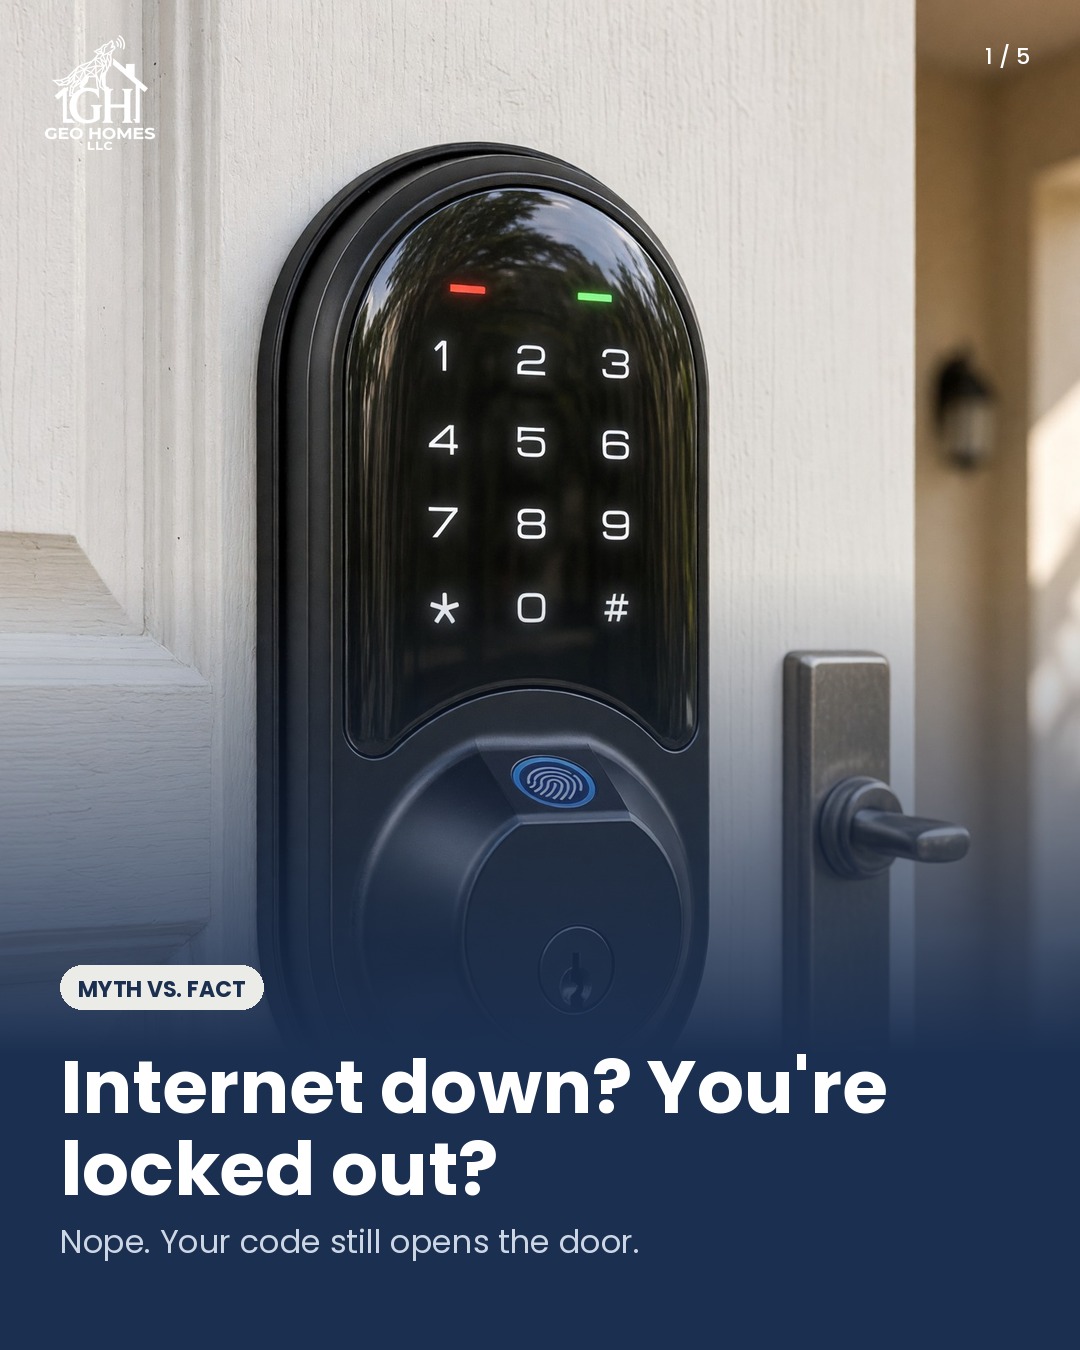 GH
GEO HOMES
LLC
1 / 5
1 2 3
4 5 6
7 8 9
* 0 #
MYTH VS. FACT
Internet down? You're
locked out?
Nope. Your code still opens the door.